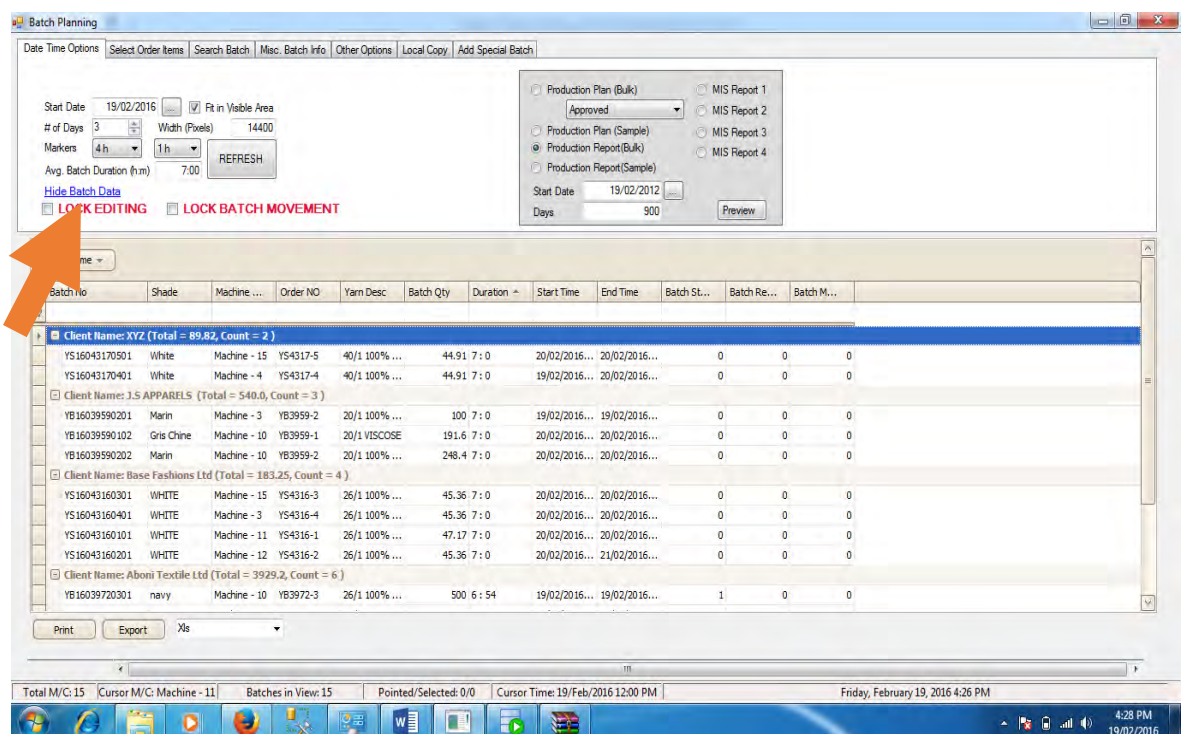 Batch Planning
Date Time Options Select Order Items Search Batch Misc. Batch Info Other Options Local Copy Add Special Batch
Start Date 19/02/2016 ... Fit in Visible Area
# of Days 3 Width (Pixels) 14400
Markers 4 h 1 h REFRESH
Avg. Batch Duration (h:m) 7:00
Hide Batch Data
LOCK EDITING LOCK BATCH MOVEMENT
Production Plan (Bulk) MIS Report 1
Approved MIS Report 2
Production Plan (Sample) MIS Report 3
Production Report(Bulk) MIS Report 4
Production Report(Sample)
Start Date 19/02/2012 ...
Days 900 Preview
Batch No Shade Machine ... Order NO Yarn Desc Batch Qty Duration Start Time End Time Batch St... Batch Re... Batch M...
Client Name: XYZ (Total = 89.82, Count = 2 )
YS16043170501 White Machine - 15 YS4317-5 40/1 100% ... 44.91 7 : 0 20/02/2016... 20/02/2016... 0 0 0
YS16043170401 White Machine - 4 YS4317-4 40/1 100% ... 44.91 7 : 0 19/02/2016... 20/02/2016... 0 0 0
Client Name: J.S APPARELS (Total = 540.0, Count = 3 )
YB16039590201 Marin Machine - 3 YB3959-2 20/1 100% ... 100 7 : 0 19/02/2016... 19/02/2016... 0 0 0
YB16039590102 Gris Chine Machine - 10 YB3959-1 20/1 VISCOSE 191.6 7 : 0 20/02/2016... 20/02/2016... 0 0 0
YB16039590202 Marin Machine - 10 YB3959-2 20/1 100% ... 248.4 7 : 0 20/02/2016... 20/02/2016... 0 0 0
Client Name: Base Fashions Ltd (Total = 183.25, Count = 4 )
YS16043160301 WHITE Machine - 15 YS4316-3 26/1 100% ... 45.36 7 : 0 20/02/2016... 20/02/2016... 0 0 0
YS16043160401 WHITE Machine - 3 YS4316-4 26/1 100% ... 45.36 7 : 0 20/02/2016... 20/02/2016... 0 0 0
YS16043160101 WHITE Machine - 11 YS4316-1 26/1 100% ... 47.17 7 : 0 20/02/2016... 20/02/2016... 0 0 0
YS16043160201 WHITE Machine - 12 YS4316-2 26/1 100% ... 45.36 7 : 0 20/02/2016... 21/02/2016... 0 0 0
Client Name: Aboni Textile Ltd (Total = 3929.2, Count = 6 )
YB16039720301 navy Machine - 10 YB3972-3 26/1 100% ... 500 6 : 54 19/02/2016... 19/02/2016... 1 0 0
Print Export Xls
Total M/C: 15 Cursor M/C: Machine - 11 Batches in View: 15 Pointed/Selected: 0/0 Cursor Time: 19/Feb/2016 12:00 PM Friday, February 19, 2016 4:26 PM
4:28 PM
19/02/2016